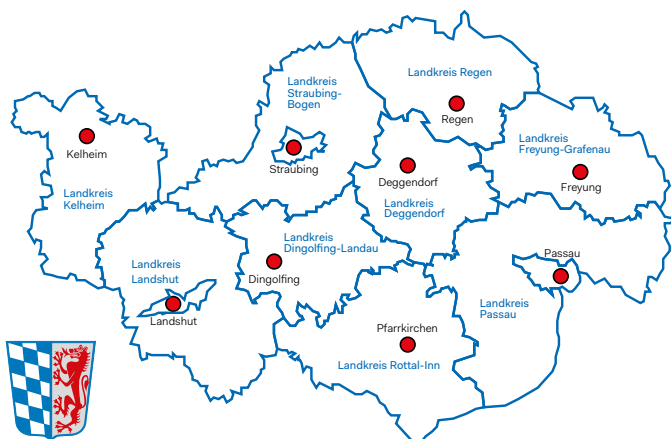 Landkreis
Straubing-
Bogen
Landkreis Regen
Regen
Kelheim
Landkreis
Kelheim
Straubing
Deggendorf
Landkreis
Deggendorf
Landkreis
Freyung-Grafenau
Freyung
Landkreis
Dingolfing-Landau
Dingolfing
Landkreis
Landshut
Landshut
Passau
Landkreis
Passau
Pfarrkirchen
Landkreis Rottal-Inn